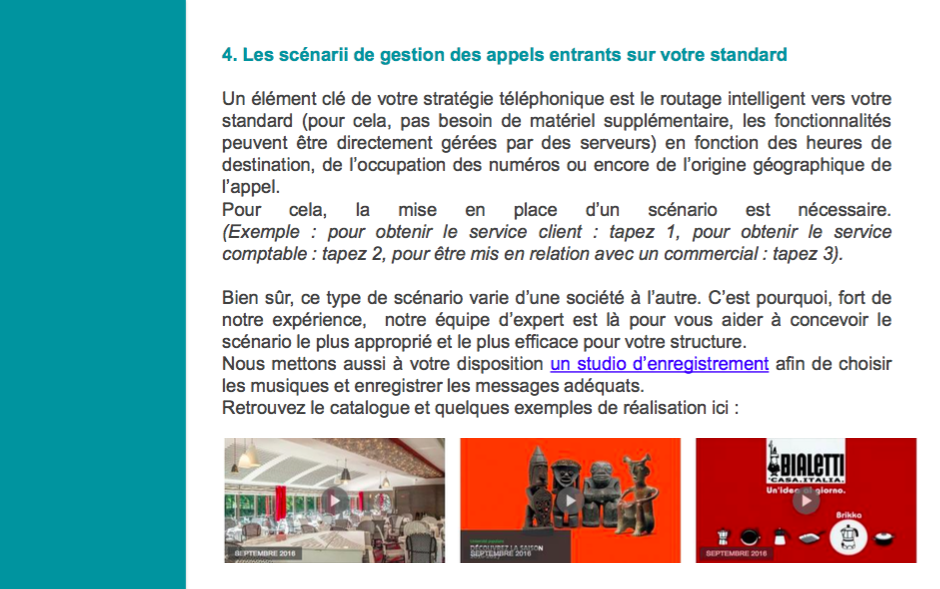 4. Les scénarii de gestion des appels entrants sur votre standard
Un élément clé de votre stratégie téléphonique est le routage intelligent vers votre
standard (pour cela, pas besoin de matériel supplémentaire, les fonctionnalités
peuvent être directement gérées par des serveurs) en fonction des heures de
destination, de l'occupation des numéros ou encore de l'origine géographique de
l'appel.
Pour cela, la mise en place d'un scénario est nécessaire.
(Exemple : pour obtenir le service client : tapez 1, pour obtenir le service
comptable : tapez 2, pour être mis en relation avec un commercial : tapez 3).
Bien sûr, ce type de scénario varie d'une société à l'autre. C'est pourquoi, fort de
notre expérience, notre équipe d'expert est là pour vous aider à concevoir le
scénario le plus approprié et le plus efficace pour votre structure.
Nous mettons aussi à votre disposition un studio d'enregistrement afin de choisir
les musiques et enregistrer les messages adéquats.
Retrouvez le catalogue et quelques exemples de réalisation ici :
SEPTEMBRE 2016
DÉCOUVREZ LA SAISON
SEPTEMBRE 2016
BIALETTI
CASA.ITALIA.
Un'idea giorno.
Brikka
SEPTEMBRE 2016